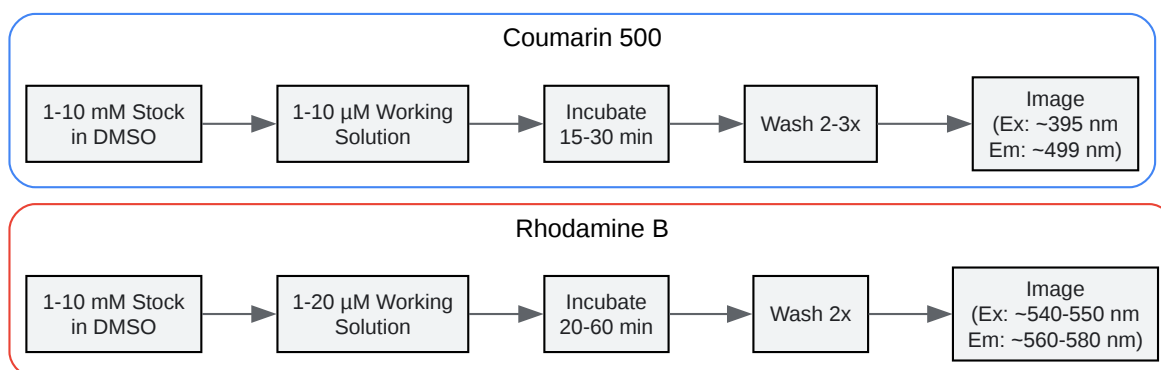 Coumarin 500
1-10 mM Stock
in DMSO
1-10 µM Working
Solution
Incubate
15-30 min
Wash 2-3x
Image
(Ex: ~395 nm
Em: ~499 nm)
Rhodamine B
1-10 mM Stock
in DMSO
1-20 µM Working
Solution
Incubate
20-60 min
Wash 2x
Image
(Ex: ~540-550 nm
Em: ~560-580 nm)